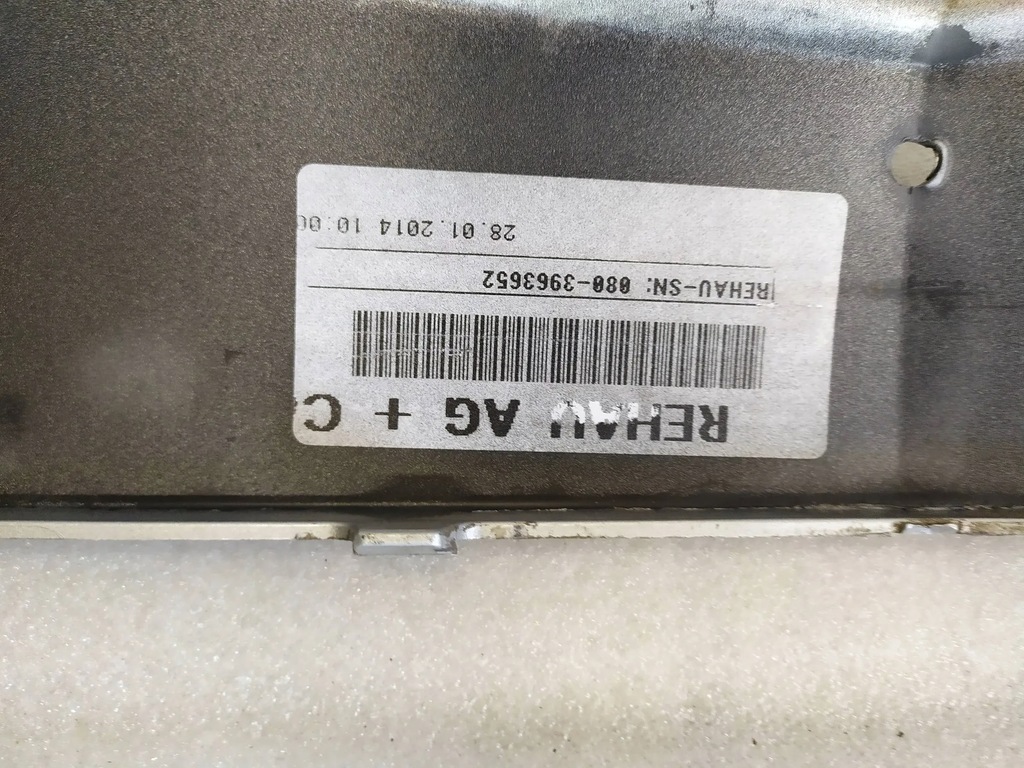 REHAU AG + C
REHAU-SN: 080-3963652
28.01.2014 10:00